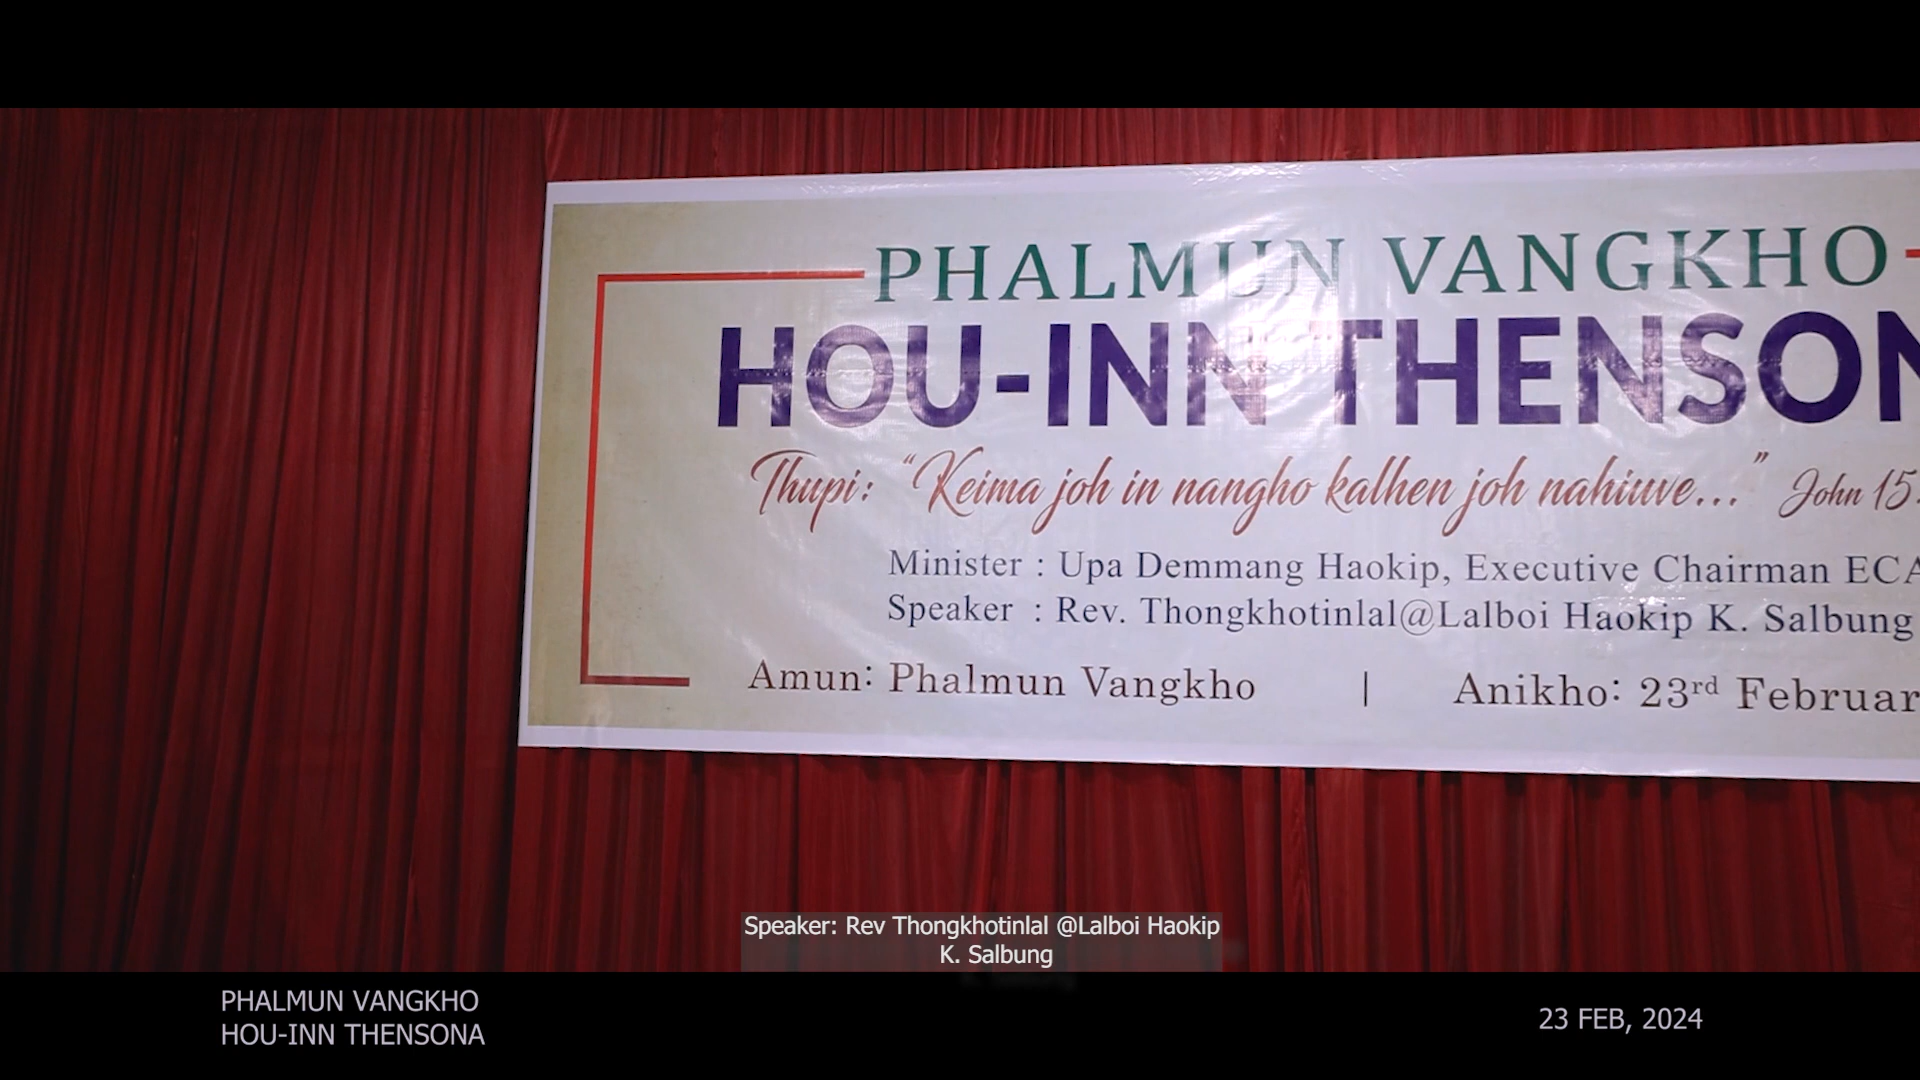 PHALMUN VANGKHO
HOU-INN THENSON
Thupi: “Keima joh in nangho kalhen joh nahiuve...” John 15
Minister : Upa Demmang Haokip, Executive Chairman ECA
Speaker : Rev. Thongkhotinlal@Lalboi Haokip K. Salbung
Amun: Phalmun Vangkho | Anikho: 23rd Februar
Speaker: Rev Thongkhotinlal @Lalboi Haokip
K. Salbung
PHALMUN VANGKHO
HOU-INN THENSONA
23 FEB, 2024